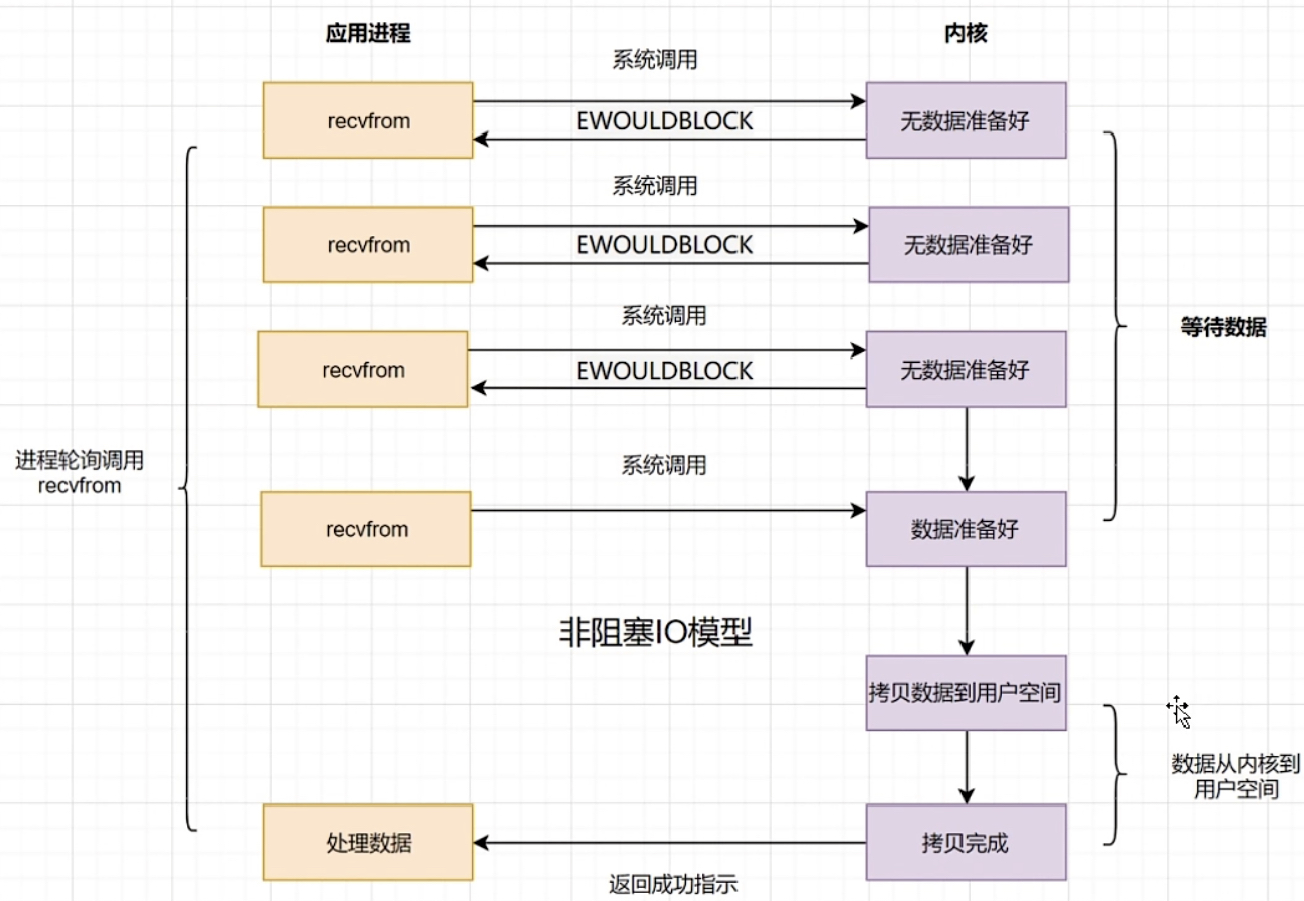 应用进程
内核
系统调用
recvfrom
EWOULDBLOCK
无数据准备好
系统调用
recvfrom
EWOULDBLOCK
无数据准备好
系统调用
recvfrom
EWOULDBLOCK
无数据准备好
等待数据
进程轮询调用
recvfrom
系统调用
recvfrom
数据准备好
非阻塞IO模型
拷贝数据到用户空间
数据从内核到
用户空间
处理数据
拷贝完成
返回成功指示